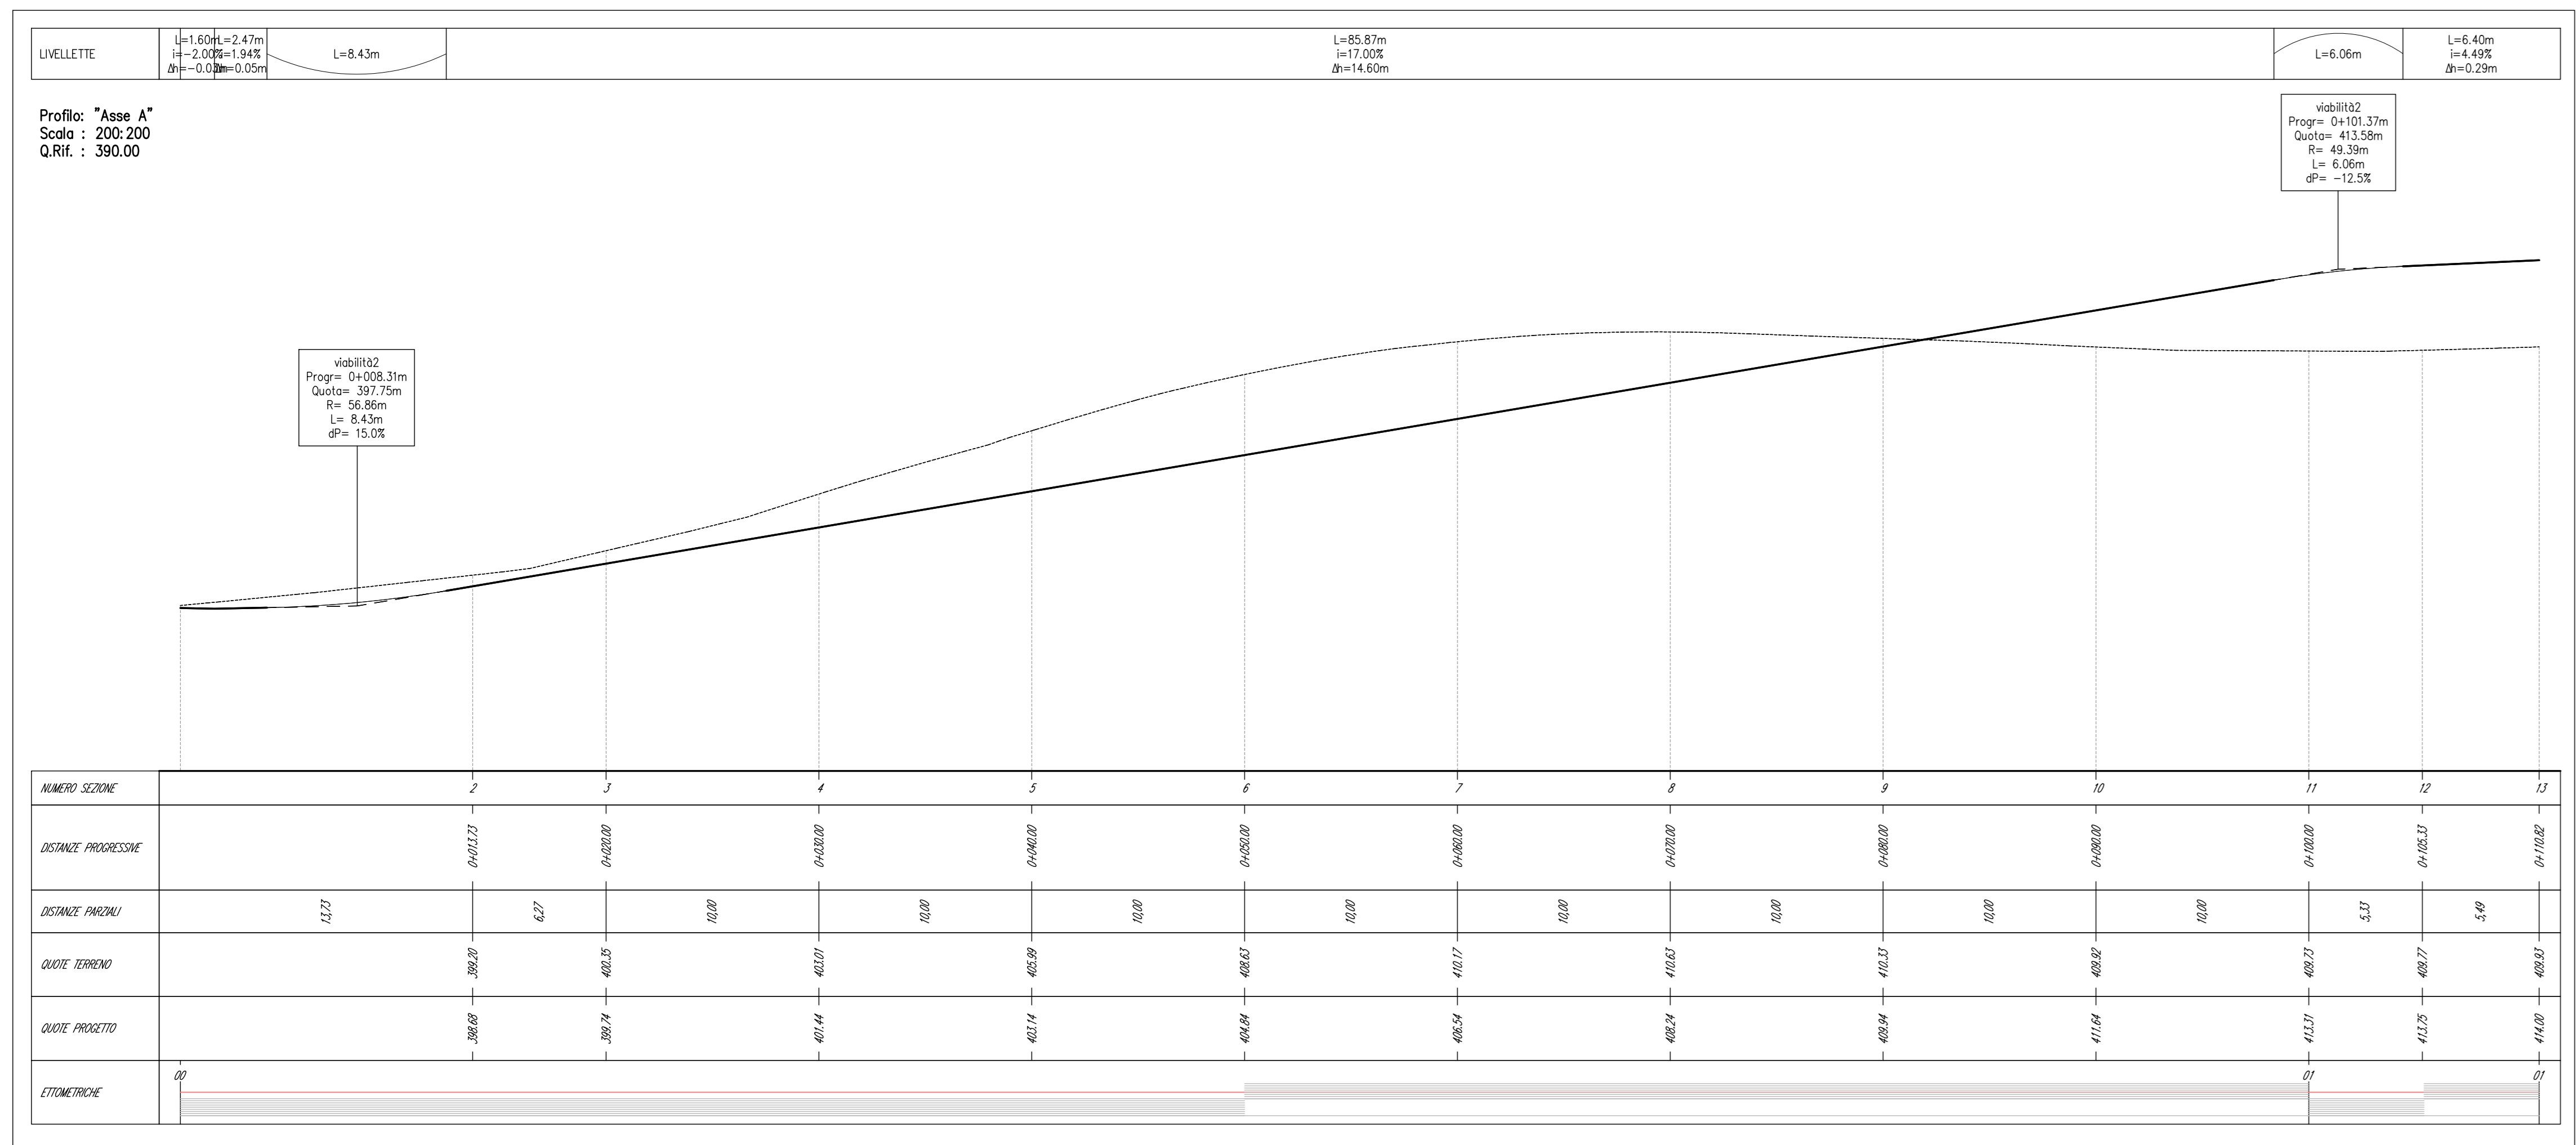 LIVELLETTE
L=1.60m
i=-2.00%
Δh=-0.03m
L=2.47m
i=1.94%
Δh=0.05m
L=8.43m
L=85.87m
i=17.00%
Δh=14.60m
L=6.06m
L=6.40m
i=4.49%
Δh=0.29m
Profilo: "Asse A"
Scala : 200:200
Q.Rif. : 390.00
viabilità2
Progr= 0+101.37m
Quota= 413.58m
R= 49.39m
L= 6.06m
dP= -12.5%
viabilità2
Progr= 0+008.31m
Quota= 397.75m
R= 56.86m
L= 8.43m
dP= 15.0%
NUMERO SEZIONE 2 3 4 5 6 7 8 9 10 11 12 13
DISTANZE PROGRESSIVE 0+013.73 0+020.00 0+030.00 0+040.00 0+050.00 0+060.00 0+070.00 0+080.00 0+090.00 0+100.00 0+105.33 0+110.82
DISTANZE PARZIALI 13,73 6,27 10,00 10,00 10,00 10,00 10,00 10,00 10,00 10,00 5,33 5,49
QUOTE TERRENO 399.20 400.35 403.01 405.99 408.63 410.17 410.63 410.33 409.92 409.73 409.77 409.93
QUOTE PROGETTO 398.68 399.74 401.44 403.14 404.84 406.54 408.24 409.94 411.64 413.31 413.75 414.00
ETTOMETRICHE 00 01 01